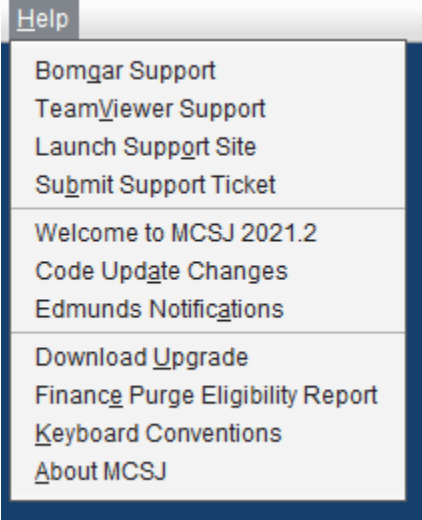 Help
Bomgar Support
TeamViewer Support
Launch Support Site
Submit Support Ticket
Welcome to MCSJ 2021.2
Code Update Changes
Edmunds Notifications
Download Upgrade
Finance Purge Eligibility Report
Keyboard Conventions
About MCSJ